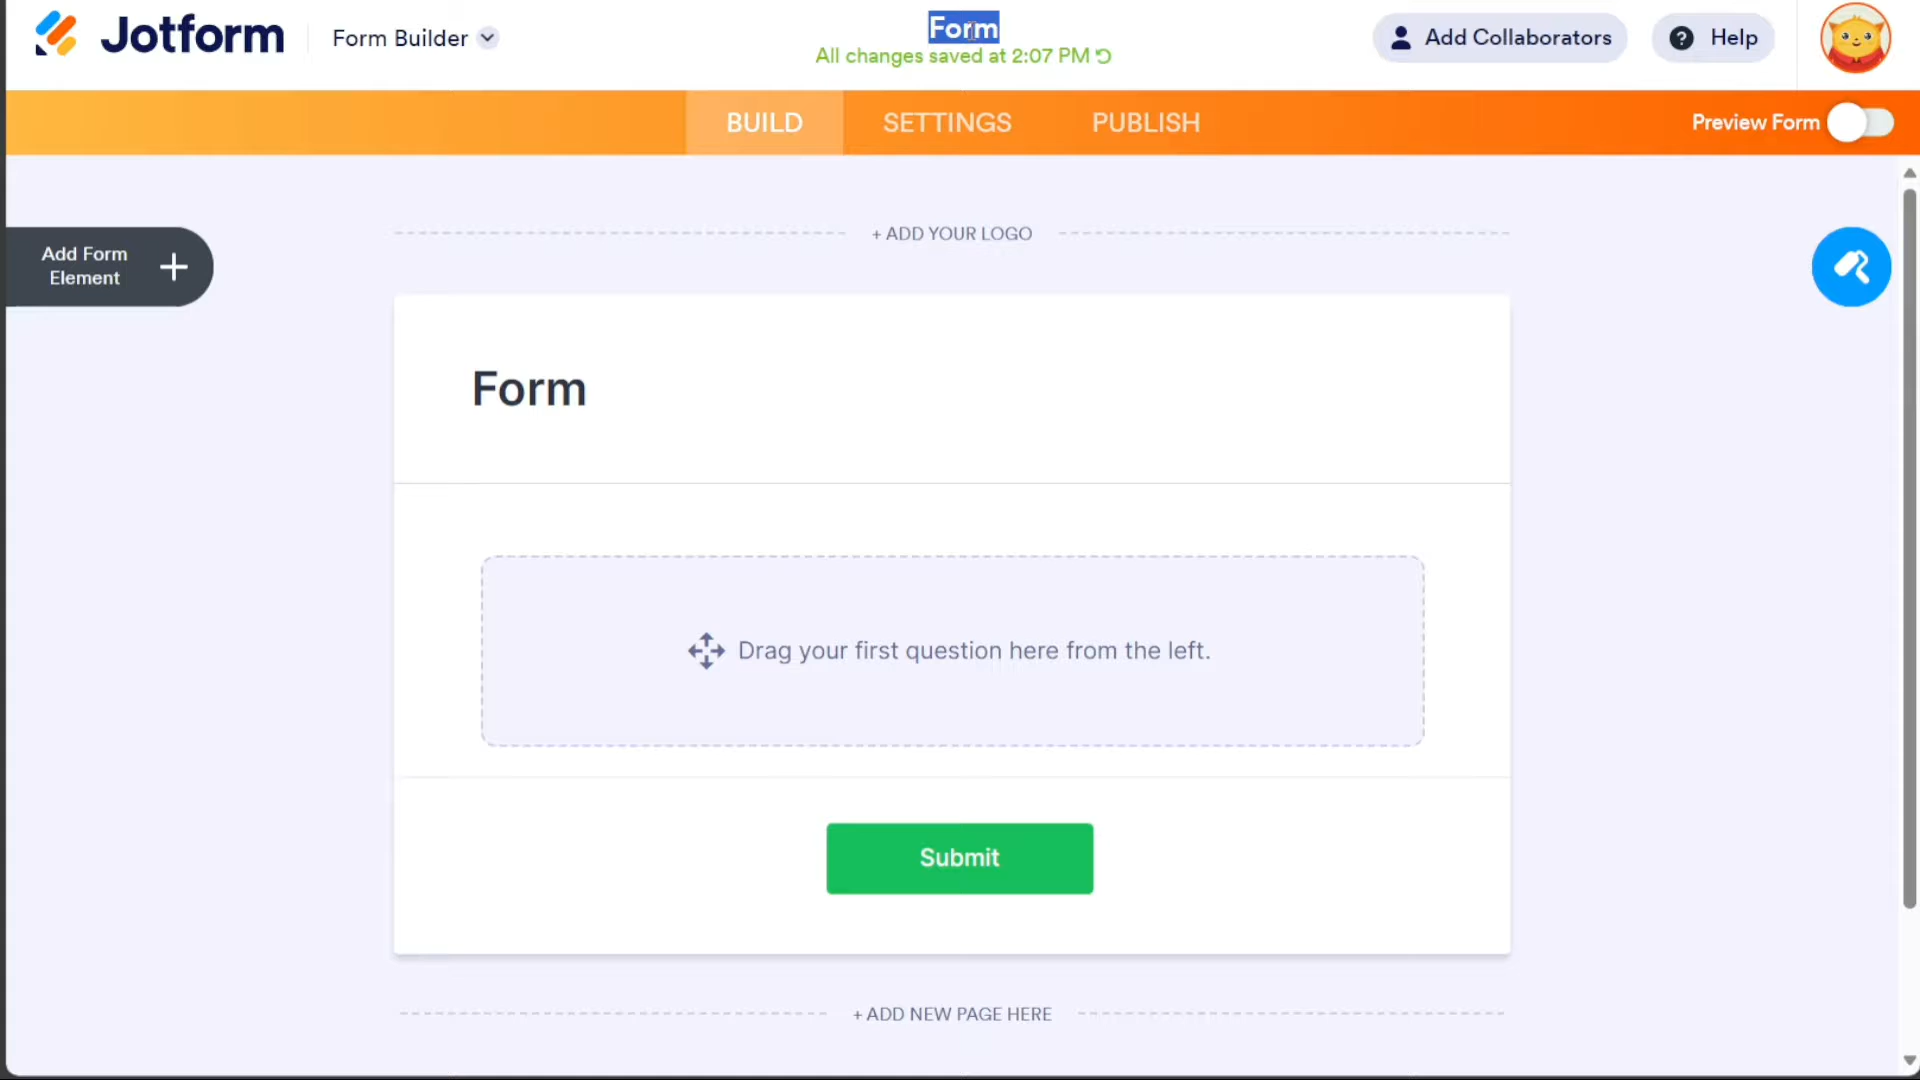 Jotform
Form Builder
Form
All changes saved at 2:07 PM
Add Collaborators
Help
BUILD
SETTINGS
PUBLISH
Preview Form
Add Form
Element
+ ADD YOUR LOGO
Form
Drag your first question here from the left.
Submit
+ ADD NEW PAGE HERE